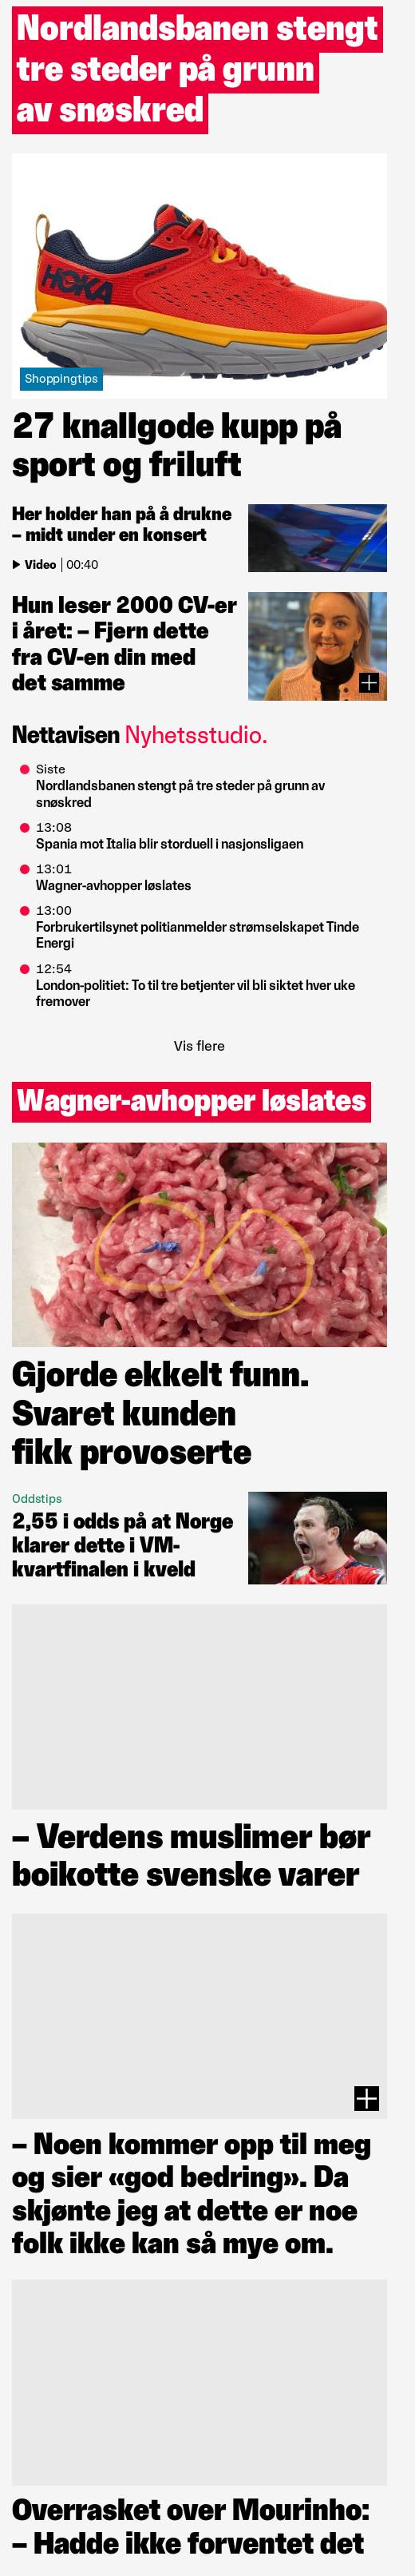 Nordlandsbanen stengt
tre steder på grunn
av snøskred
HOKA
Shoppingtips
27 knallgode kupp på
sport og friluft
Her holder han på å drukne
– midt under en konsert
Video | 00:40
Hun leser 2000 CV-er
i året: – Fjern dette
fra CV-en din med
det samme
Nettavisen Nyhetsstudio.
Siste
Nordlandsbanen stengt på tre steder på grunn av
snøskred
13:08
Spania mot Italia blir storduell i nasjonsligaen
13:01
Wagner-avhopper løslates
13:00
Forbrukertilsynet politianmelder strømselskapet Tinde
Energi
12:54
London-politiet: To til tre betjenter vil bli siktet hver uke
fremover
Vis flere
Wagner-avhopper løslates
Gjorde ekkelt funn.
Svaret kunden
fikk provoserte
Oddstips
2,55 i odds på at Norge
klarer dette i VM-
kvartfinalen i kveld
– Verdens muslimer bør
boikotte svenske varer
– Noen kommer opp til meg
og sier «god bedring». Da
skjønte jeg at dette er noe
folk ikke kan så mye om.
Overrasket over Mourinho:
– Hadde ikke forventet det